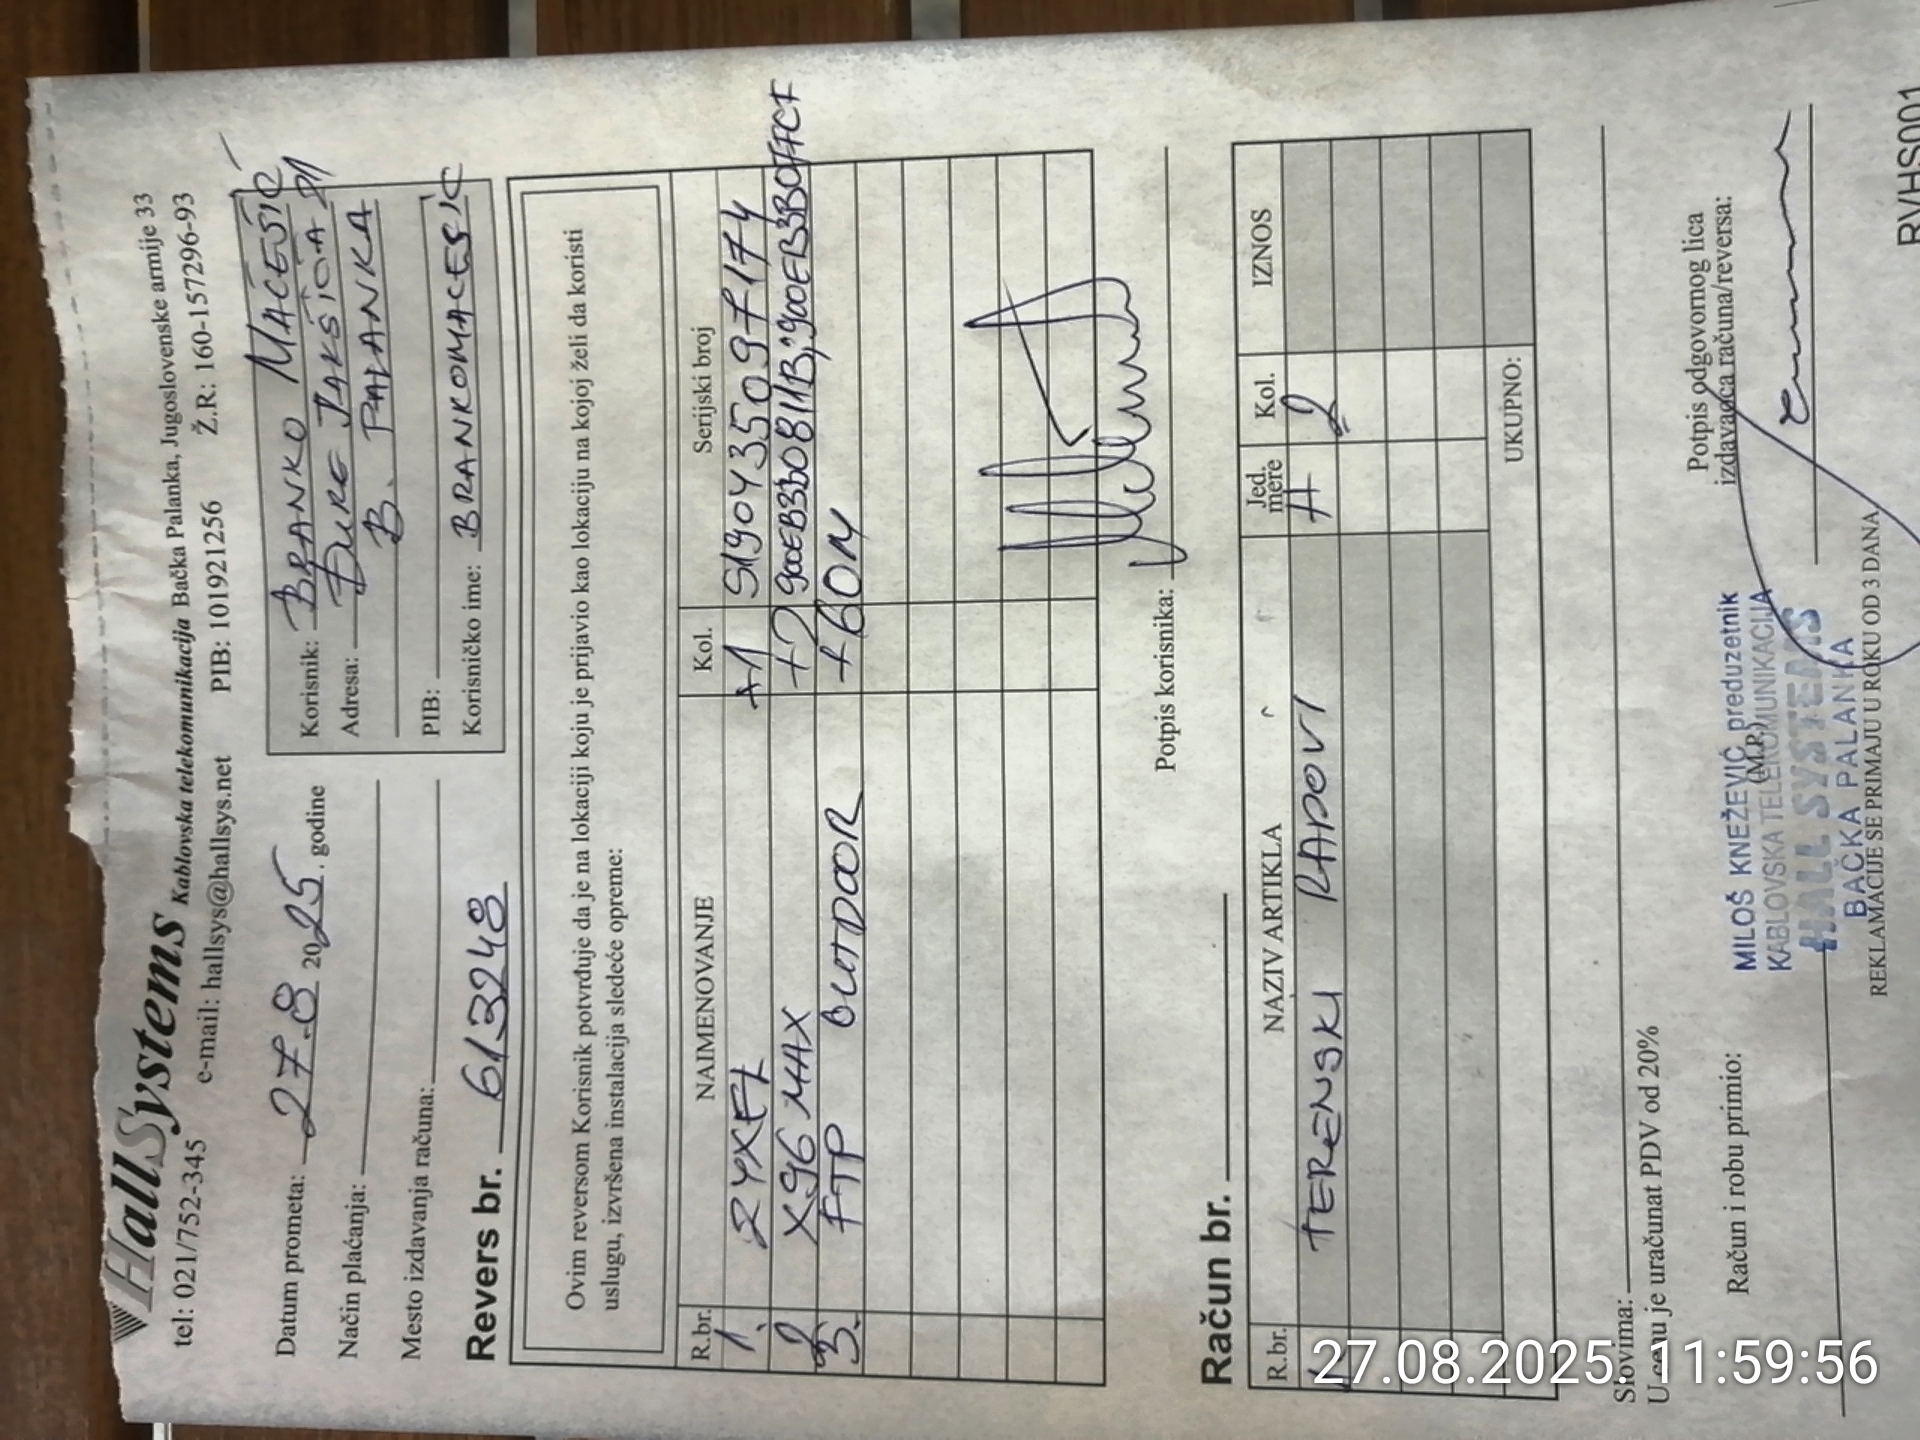 HallSystems Kablovska telekomunikacija Bačka Palanka, Jugoslovenske armije 33
tel: 021/752-345 e-mail: hallsys@hallsys.net PIB: 101921256 Ž.R.: 160-157296-93
Datum prometa: 27.8 2025. godine
Način plaćanja:
Mesto izdavanja računa:
Korisnik: BRANKO MAĆEŠIĆ
Adresa: ĐURE JAKŠIĆA
B. PALANKA
PIB:
Korisničko ime: BRANKOMACESIC
Revers br. 613248
Ovim reversom Korisnik potvrđuje da je na lokaciji koju je prijavio kao lokaciju na kojoj želi da koristi
uslugu, izvršena instalacija sledeće opreme:
R.br. NAIMENOVANJE Kol. Serijski broj
1. ZYXEL +1
2 X96 MAX +2
3. FTP OUTDOOR +60M
Potpis korisnika:
Račun br.
R.br. NAZIV ARTIKLA Jed. mere Kol. IZNOS
1 TERENSKI RADOVI H 2
UKUPNO:
Slovima:
U cenu je uračunat PDV od 20%
Račun i robu primio:
(M.P.)
Potpis odgovornog lica
izdavaoca računa/reversa:
MILOŠ KNEŽEVIĆ preduzetnik
KABLOVSKA TELEKOMUNIKACIJA
HALL SYSTEMS
BAČKA PALANKA
REKLAMACIJE SE PRIMAJU U ROKU OD 3 DANA
RVHS001
27.08.2025. 11:59:56